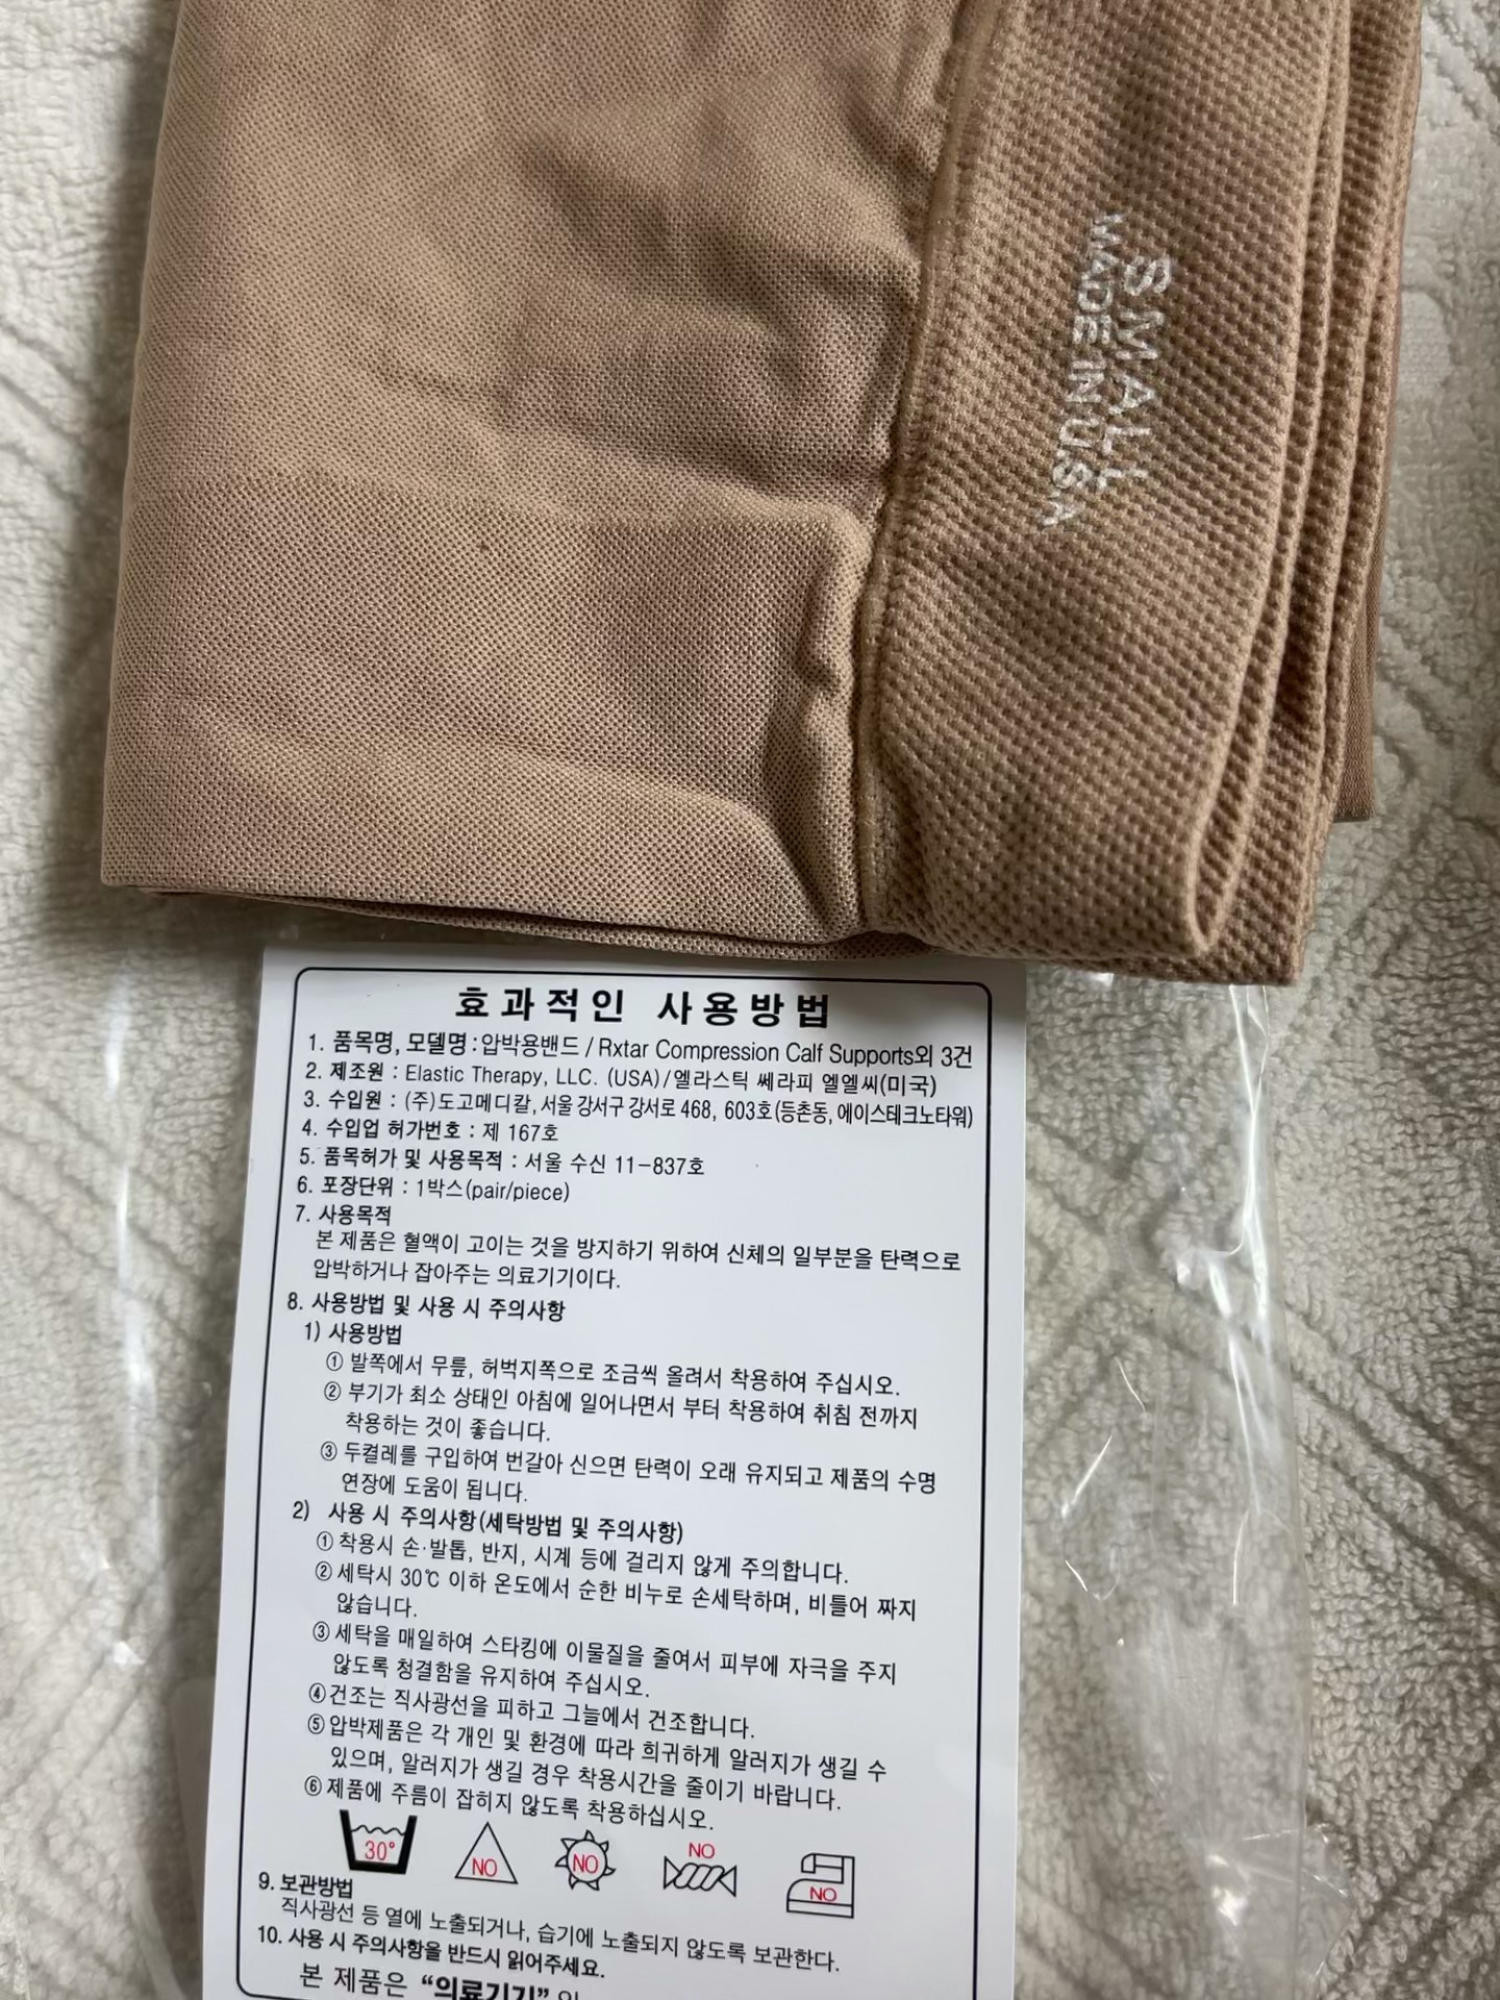 SMALL
MADE IN USA
효과적인 사용방법
1. 품목명, 모델명 : 압박용밴드 / Rxtar Compression Calf Supports외 3건
2. 제조원 : Elastic Therapy, LLC. (USA)/엘라스틱 쎄라피 엘엘씨(미국)
3. 수입원 : (주)도고메디칼, 서울 강서구 강서로 468, 603호(등촌동, 에이스테크노타워)
4. 수입업 허가번호 : 제 167호
5. 품목허가 및 사용목적 : 서울 수신 11-837호
6. 포장단위 : 1박스(pair/piece)
7. 사용목적
본 제품은 혈액이 고이는 것을 방지하기 위하여 신체의 일부분을 탄력으로
압박하거나 잡아주는 의료기기이다.
8. 사용방법 및 사용 시 주의사항
1) 사용방법
① 발쪽에서 무릎, 허벅지쪽으로 조금씩 올려서 착용하여 주십시오.
② 부기가 최소 상태인 아침에 일어나면서 부터 착용하여 취침 전까지
착용하는 것이 좋습니다.
③ 두켤레를 구입하여 번갈아 신으면 탄력이 오래 유지되고 제품의 수명
연장에 도움이 됩니다.
2) 사용 시 주의사항(세탁방법 및 주의사항)
① 착용시 손·발톱, 반지, 시계 등에 걸리지 않게 주의합니다.
② 세탁시 30℃ 이하 온도에서 순한 비누로 손세탁하며, 비틀어 짜지
않습니다.
③ 세탁을 매일하여 스타킹에 이물질을 줄여서 피부에 자극을 주지
않도록 청결함을 유지하여 주십시오.
④ 건조는 직사광선을 피하고 그늘에서 건조합니다.
⑤ 압박제품은 각 개인 및 환경에 따라 희귀하게 알러지가 생길 수
있으며, 알러지가 생길 경우 착용시간을 줄이기 바랍니다.
⑥ 제품에 주름이 잡히지 않도록 착용하십시오.
30° NO NO NO NO
9. 보관방법
직사광선 등 열에 노출되거나, 습기에 노출되지 않도록 보관한다.
10. 사용 시 주의사항을 반드시 읽어주세요.
본 제품은 “의료기기”